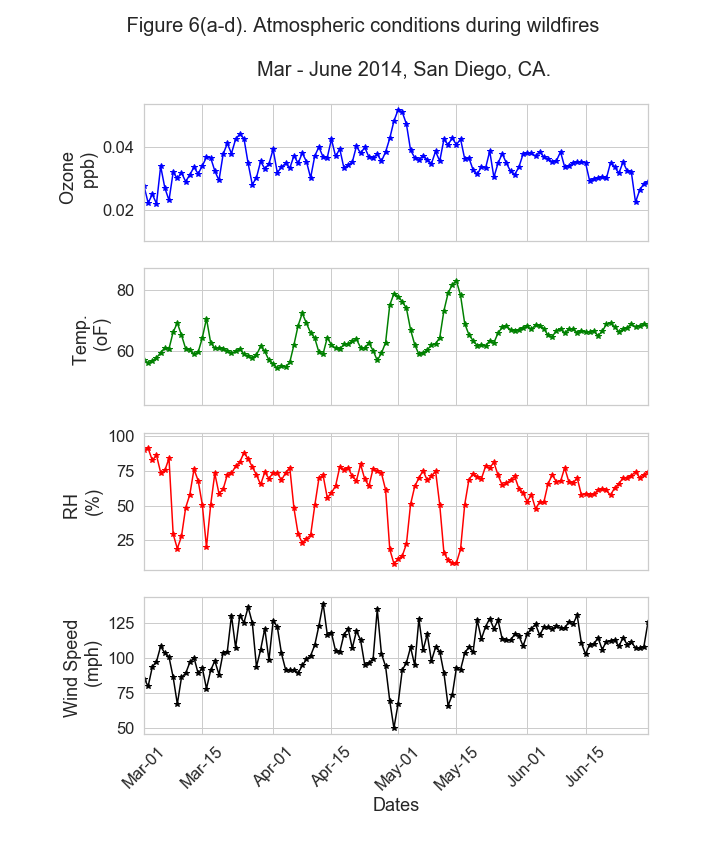 Figure 6(a-d). Atmospheric conditions during wildfires
Mar - June 2014, San Diego, CA.
Ozone
ppb)
0.04
0.02
Temp.
(oF)
80
60
RH
(%)
100
75
50
25
Wind Speed
(mph)
125
100
75
50
Mar-01
Mar-15
Apr-01
Apr-15
May-01
May-15
Jun-01
Jun-15
Dates